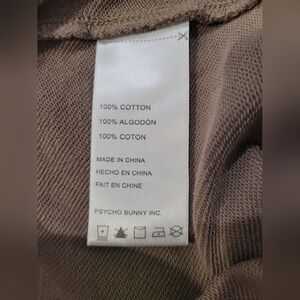 100% COTTON
100% ALGODÓN
100% COTON
MADE IN CHINA
HECHO EN CHINA
FAIT EN CHINE
PSYCHO BUNNY INC.